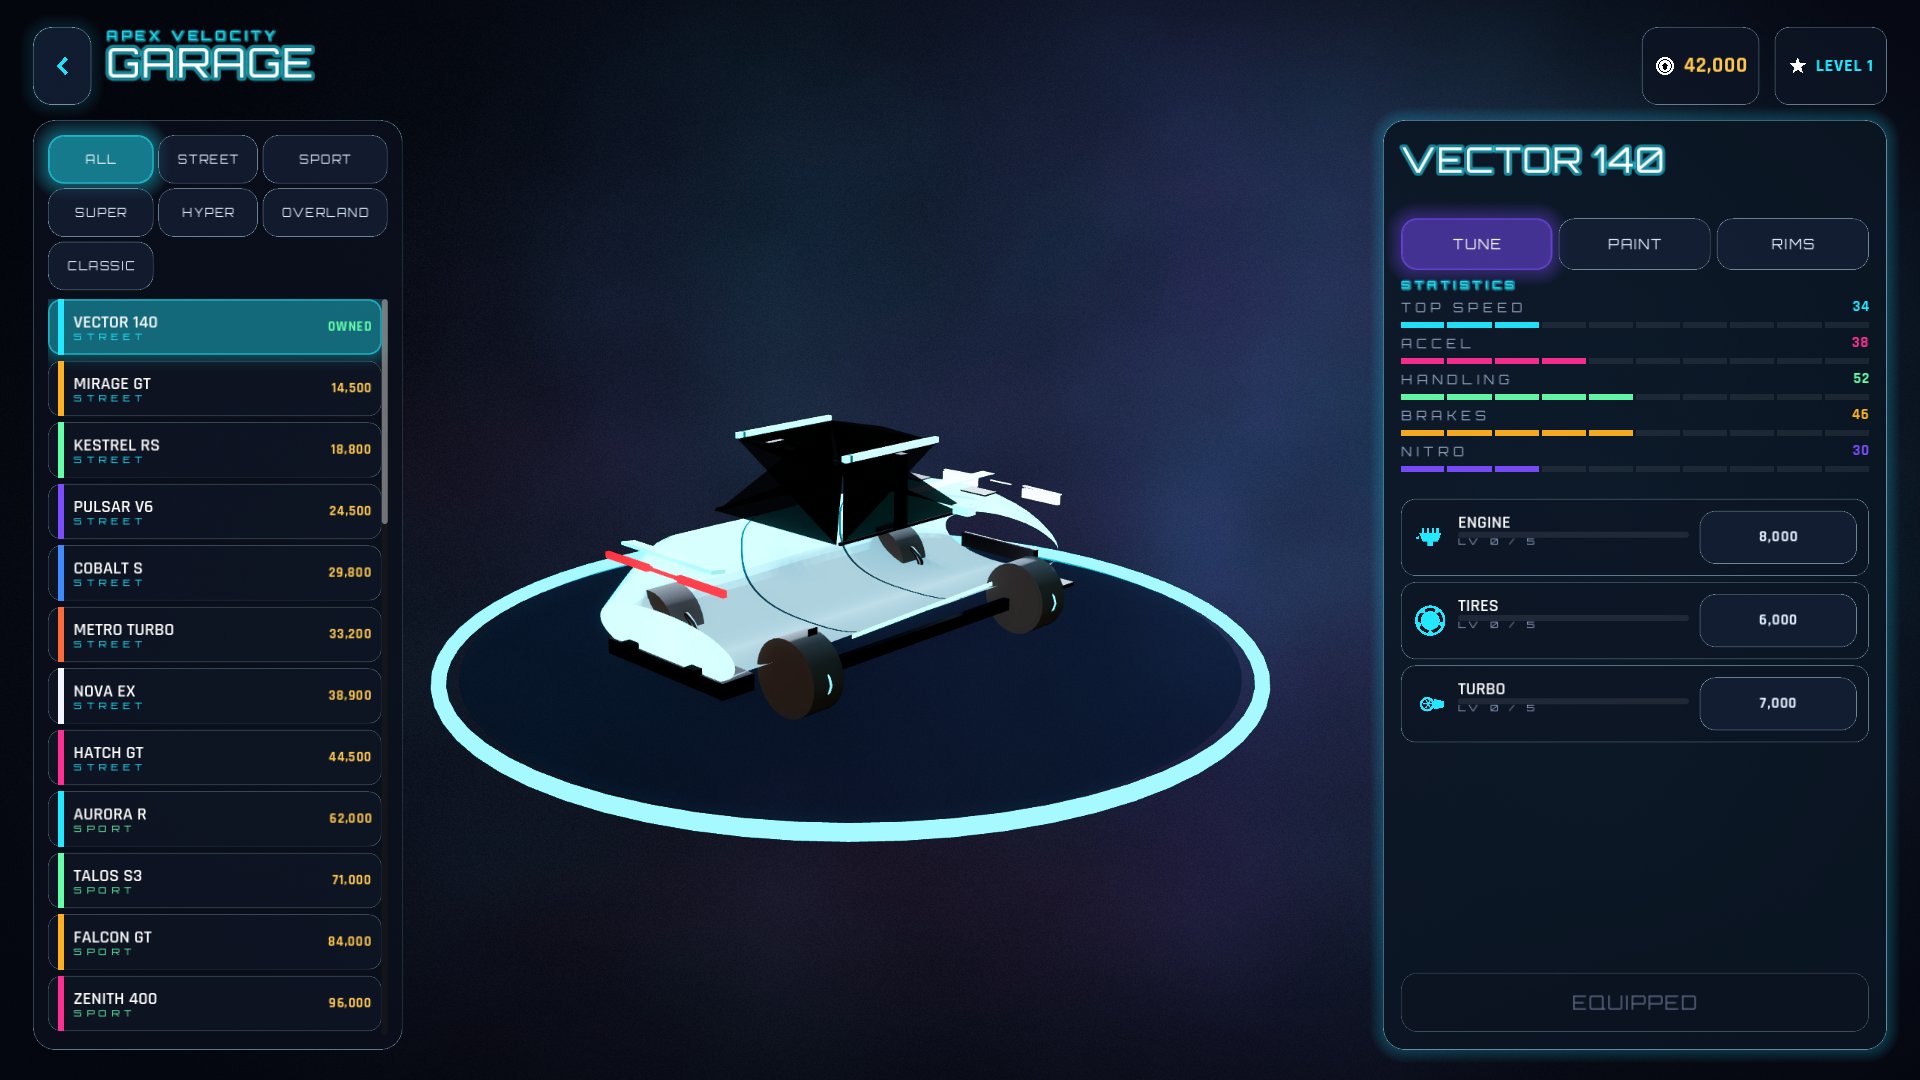 APEX VELOCITY
GARAGE
42,000
LEVEL 1
ALL
STREET
SPORT
SUPER
HYPER
OVERLAND
CLASSIC
VECTOR 140
STREET
OWNED
MIRAGE GT
STREET
14,500
KESTREL RS
STREET
18,800
PULSAR V6
STREET
24,500
COBALT S
STREET
29,800
METRO TURBO
STREET
33,200
NOVA EX
STREET
38,900
HATCH GT
STREET
44,500
AURORA R
SPORT
62,000
TALOS S3
SPORT
71,000
FALCON GT
SPORT
84,000
ZENITH 400
SPORT
96,000
VECTOR 140
TUNE
PAINT
RIMS
STATISTICS
TOP SPEED
34
ACCEL
38
HANDLING
52
BRAKES
46
NITRO
30
ENGINE
LV 0 / 5
8,000
TIRES
LV 0 / 5
6,000
TURBO
LV 0 / 5
7,000
EQUIPPED